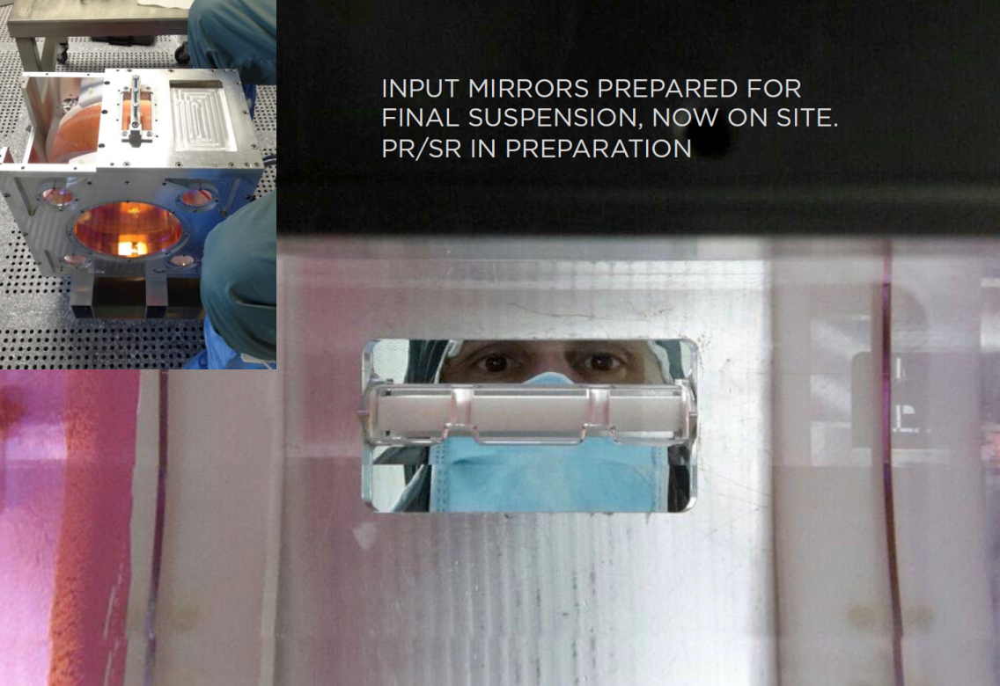 INPUT MIRRORS PREPARED FOR
FINAL SUSPENSION, NOW ON SITE.
PR/SR IN PREPARATION